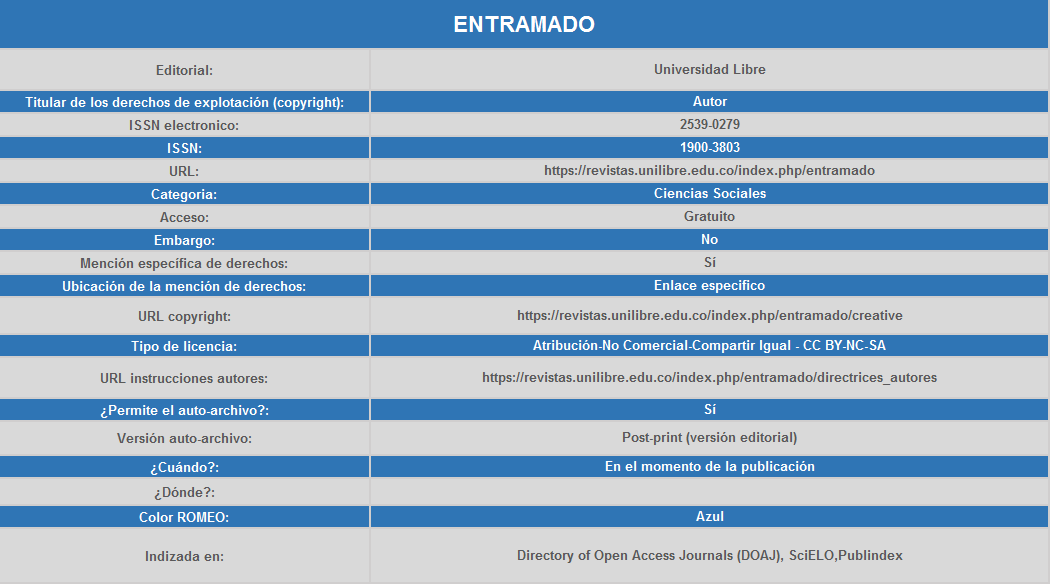 ENTRAMADO
Editorial: Universidad Libre
Titular de los derechos de explotación (copyright): Autor
ISSN electronico: 2539-0279
ISSN: 1900-3803
URL: https://revistas.unilibre.edu.co/index.php/entramado
Categoria: Ciencias Sociales
Acceso: Gratuito
Embargo: No
Mención específica de derechos: Sí
Ubicación de la mención de derechos: Enlace especifico
URL copyright: https://revistas.unilibre.edu.co/index.php/entramado/creative
Tipo de licencia: Atribución-No Comercial-Compartir Igual - CC BY-NC-SA
URL instrucciones autores: https://revistas.unilibre.edu.co/index.php/entramado/directrices_autores
¿Permite el auto-archivo?: Sí
Versión auto-archivo: Post-print (versión editorial)
¿Cuándo?: En el momento de la publicación
¿Dónde?:
Color ROMEO: Azul
Indizada en: Directory of Open Access Journals (DOAJ), SciELO,Publindex